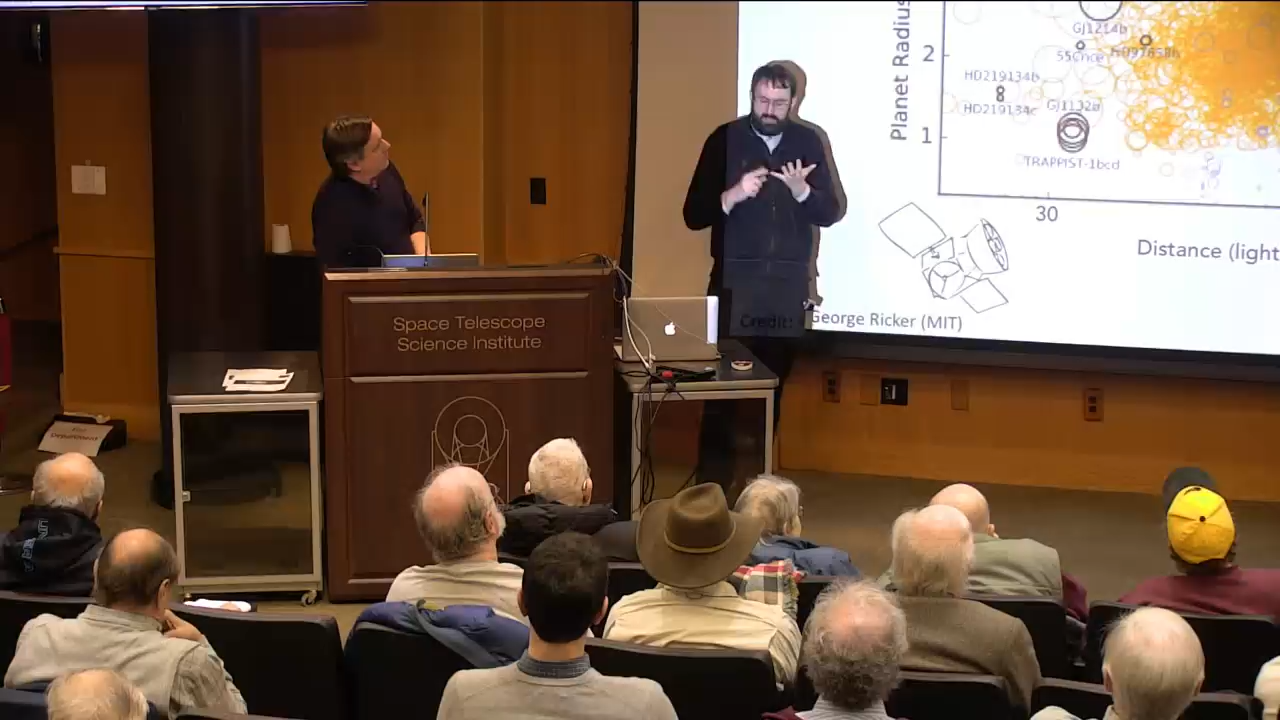 Planet Radius
2
1
GJ1214b
55Cnce
HD97658b
HD219134b
HD219134c
GJ1132b
TRAPPIST-1bcd
30
Distance (light
Credit: George Ricker (MIT)
Space Telescope
Science Institute
Department